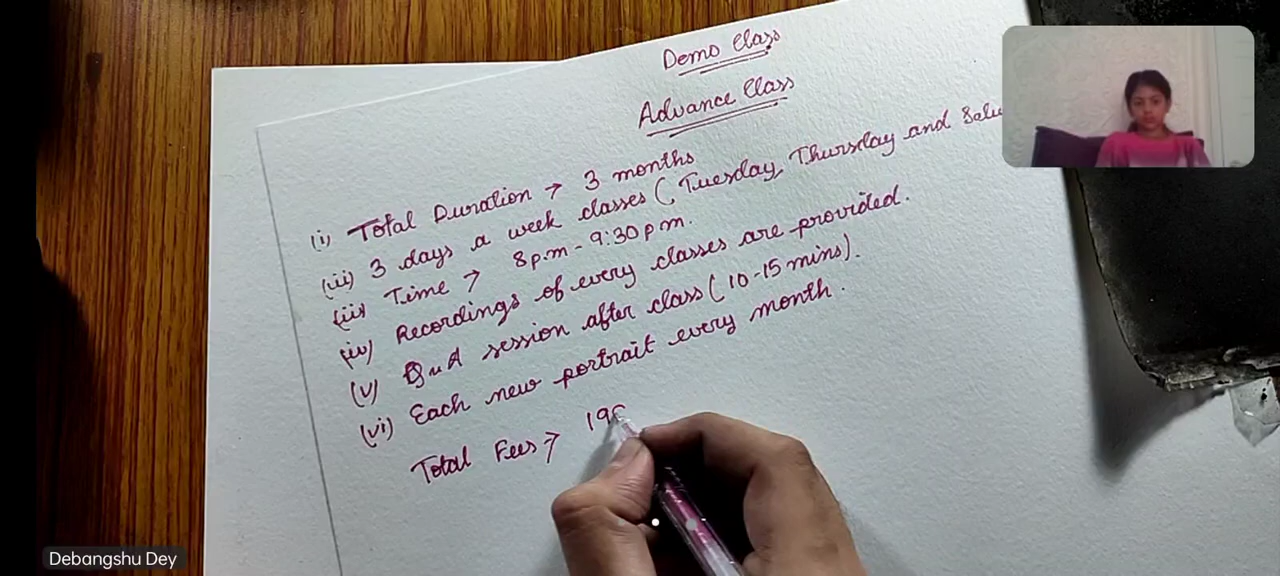 Demo Class
Advance Class
(i) Total Duration → 3 months
(ii) 3 days a week classes (Tuesday, Thursday and
(iii) Time → 8 p.m - 9:30 p.m.
(iv) Recordings of every classes are provided.
(v) QnA session after class (10-15 mins).
(vi) Each new portrait every month.
Total Fees →
Debangshu Dey